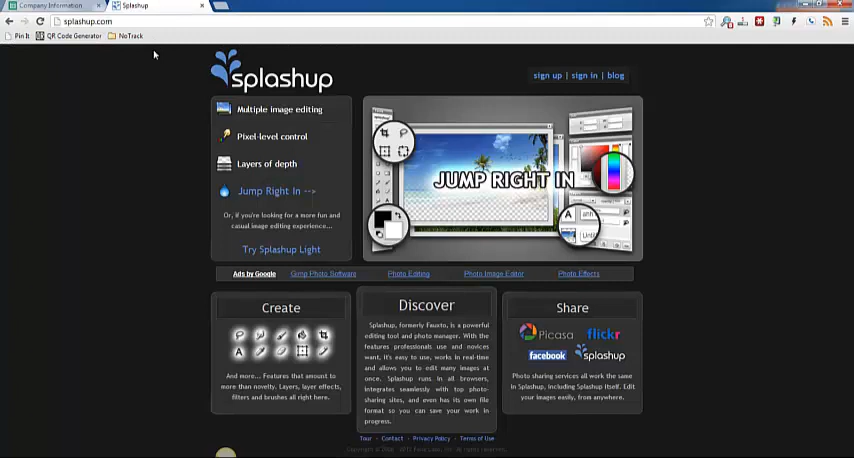 Company Information
Splashup
splashup.com
Pin It
QR Code Generator
NoTrack
splashup
sign up | sign in | blog
Multiple image editing
Pixel-level control
Layers of depth
Jump Right In -->
Or, if you're looking for a more fun and
casual image editing experience...
Try Splashup Light
JUMP RIGHT IN
A
Ads by Google
Gimp Photo Software
Photo Editing
Photo Image Editor
Photo Effects
Create
A
And more... Features that amount to
more than novelty. Layers, layer effects,
filters and brushes all right here.
Discover
Splashup, formerly Fauxto, is a powerful
editing tool and photo manager. With the
features professionals use and novices
want, it's easy to use, works in real-time
and allows you to edit many images at
once. Splashup runs in all browsers,
integrates seamlessly with top photo-
sharing sites, and even has its own file
format so you can save your work in
progress.
Share
Picasa
flickr
facebook
splashup
Photo sharing services all work the same
in Splashup, including Splashup itself. Edit
your images easily, from anywhere.
Tour - Contact - Privacy Policy - Terms of Use